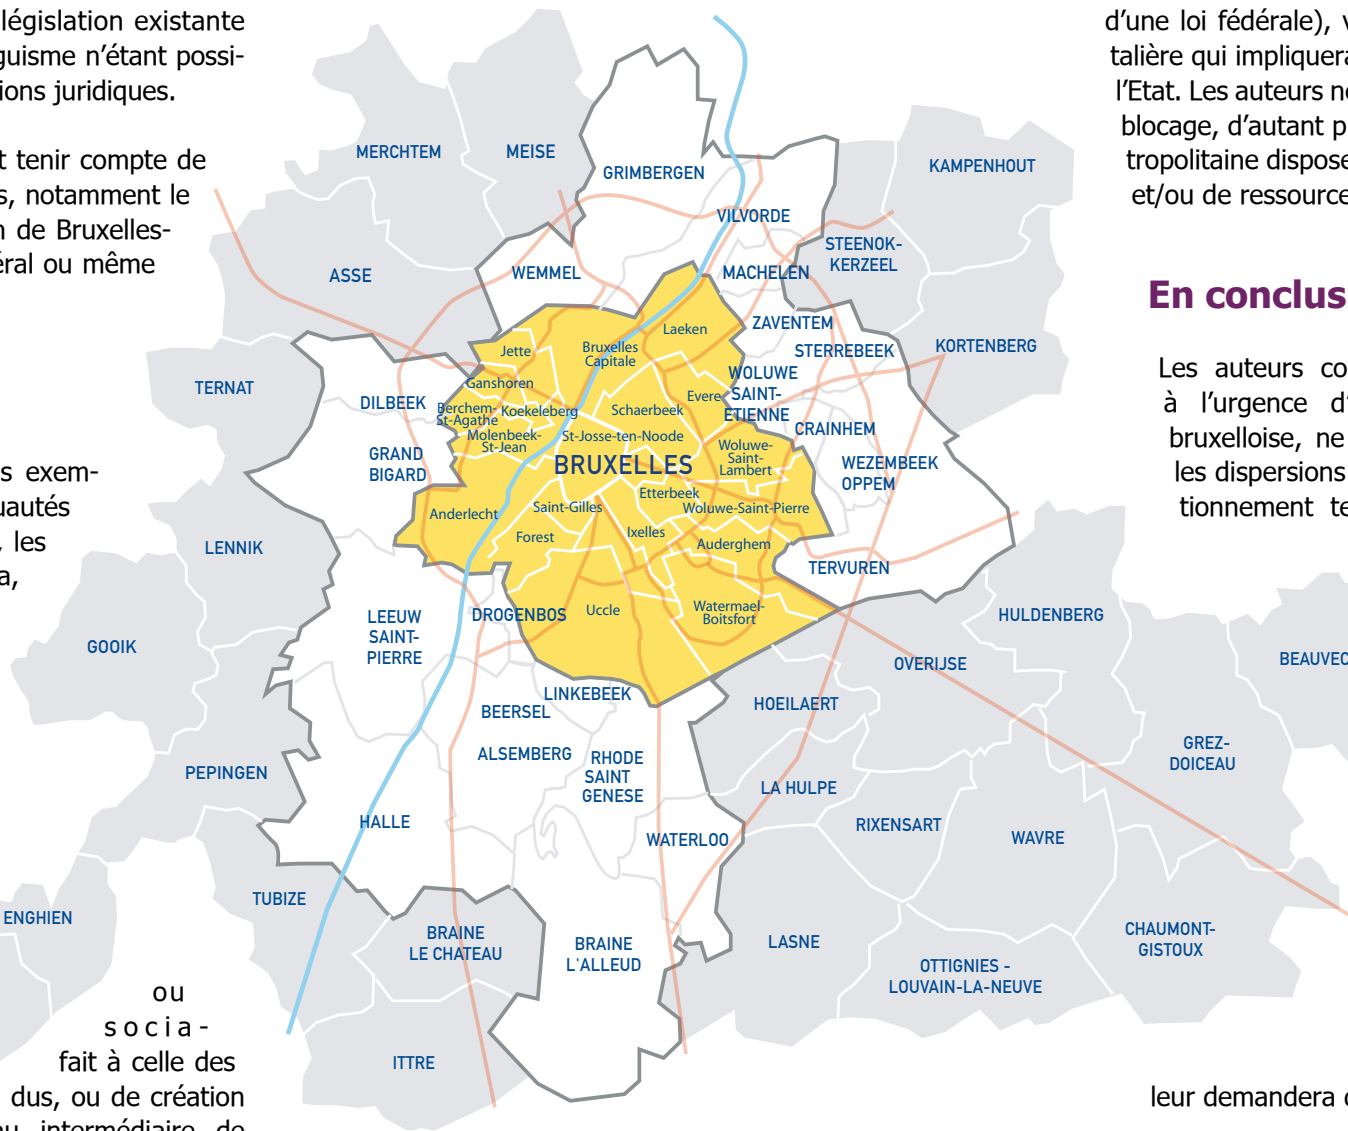 législation existante
guisme n'étant possi-
ions juridiques.
t tenir compte de
s, notamment le
n de Bruxelles-
éral ou même
s exem-
uautés
, les
a,
ou
socia-
fait à celle des
dus, ou de création
au intermédiaire de
d'une loi fédérale), v
talière qui impliquera
l'Etat. Les auteurs no
blocage, d'autant p
tropolitaine dispose
et/ou de ressource
En conclus
Les auteurs co
à l'urgence d'
bruxelloise, ne
les dispersions
tionnement te
leur demandera d
MERCHTEM
MEISE
GRIMBERGEN
KAMPENHOUT
VILVORDE
STEENOK-
KERZEEL
ASSE
WEMMEL
MACHELEN
ZAVENTEM
STERREBEEK
KORTENBERG
Laeken
Jette
Bruxelles
Capitale
TERNAT
DILBEEK
Ganshoren
Berchem-
St-Agathe
Koekeleberg
Schaerbeek
Evere
WOLUWE
SAINT-
ETIENNE
CRAINHEM
Molenbeek-
St-Jean
St-Josse-ten-Noode
GRAND
BIGARD
BRUXELLES
Woluwe-
Saint-
Lambert
WEZEMBEEK
OPPEM
Anderlecht
Saint-Gilles
Etterbeek
Woluwe-Saint-Pierre
Forest
Ixelles
Auderghem
LENNIK
TERVUREN
GOOIK
LEEUW
SAINT-
PIERRE
DROGENBOS
Uccle
Watermael-
Boitsfort
HULDENBERG
OVERIJSE
BEAUVEC
LINKEBEEK
BEERSEL
HOEILAERT
PEPINGEN
ALSEMBERG
RHODE
SAINT
GENESE
GREZ-
DOICEAU
LA HULPE
HALLE
WATERLOO
RIXENSART
WAVRE
ENGHIEN
TUBIZE
BRAINE
LE CHATEAU
BRAINE
L'ALLEUD
LASNE
CHAUMONT-
GISTOUX
OTTIGNIES -
LOUVAIN-LA-NEUVE
ITTRE